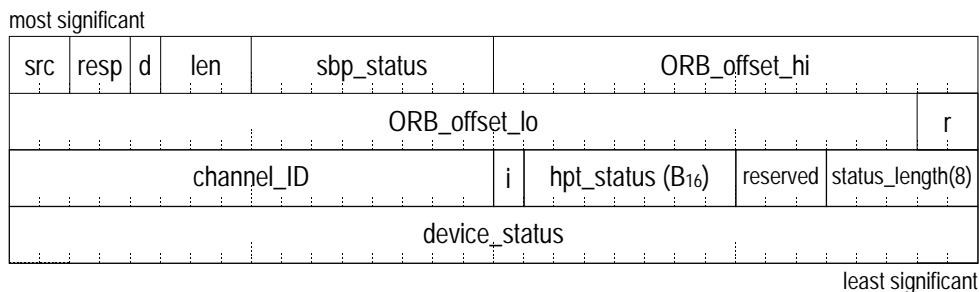 most significant
src resp d len sbp_status ORB_offset_hi
ORB_offset_lo r
channel_ID i hpt_status (B₁₆) reserved status_length(8)
device_status
least significant